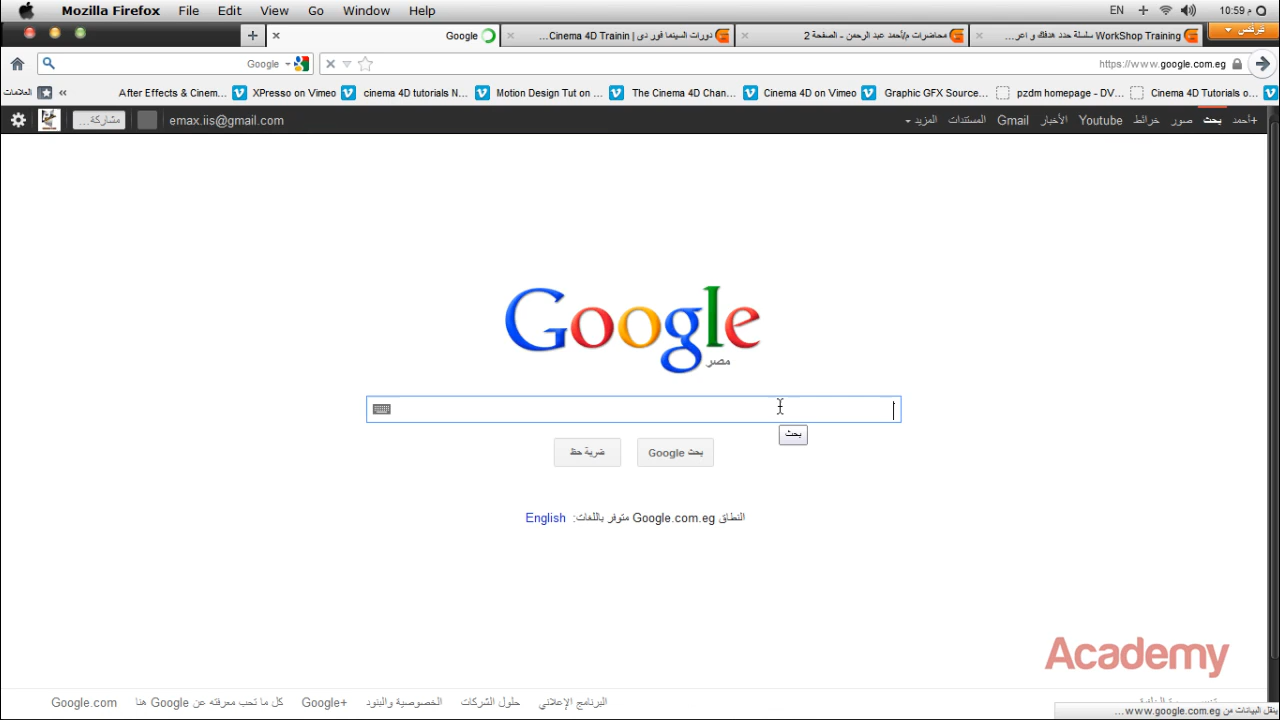 Mozilla Firefox File Edit View Go Window Help EN 10:59 م
Google
دورات السينما فور دى | Cinema 4D Trainin...
محاضرات م/أحمد عبد الرحمن - الصفحة 2
WorkShop Training سلسلة حدد هدفك و اعر...
فَيرفُكس
Google
https://www.google.com.eg
العلامات
After Effects & Cinem...
XPresso on Vimeo
cinema 4D tutorials N...
Motion Design Tut on ...
The Cinema 4D Chan...
Cinema 4D on Vimeo
Graphic GFX Source...
pzdm homepage - DV...
Cinema 4D Tutorials o...
+أحمد بحث صور خرائط Youtube الأخبار Gmail المستندات المزيد
emax.iis@gmail.com
مشاركة...
Google
مصر
بحث
بحث Google
ضربة حظ
النطاق Google.com.eg متوفر باللغات: English
Academy
البرنامج الإعلاني حلول الشركات الخصوصية والبنود Google+ كل ما تحب معرفته عن Google هنا Google.com
ينقل البيانات من www.google.com.eg...